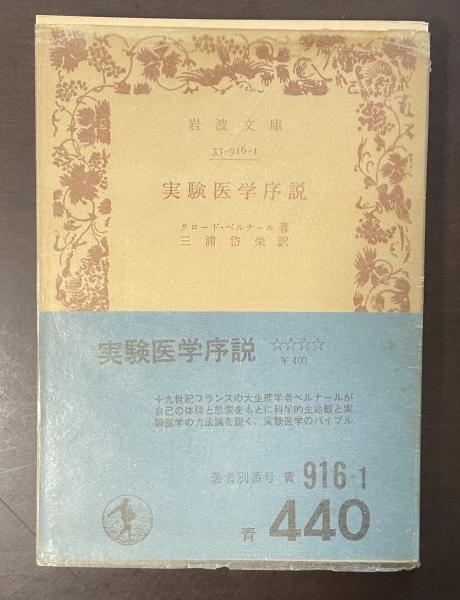 岩波文庫
33-916-1
実験医学序説
クロード・ベルナール著
三浦岱栄訳
実験医学序説 ☆☆☆☆
¥400
十九世紀フランスの大生理学者ベルナールが
自己の体験と思索をもとに科学的生命観と実
験医学の方法論を説く、実験医学のバイブル
著者別番号 青 916-1
青 440